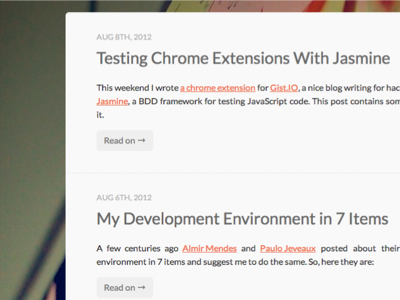 AUG 8TH, 2012
Testing Chrome Extensions With Jasmine
This weekend I wrote a chrome extension for Gist.IO, a nice blog writing for hac
Jasmine, a BDD framework for testing JavaScript code. This post contains som
it.
Read on →
AUG 6TH, 2012
My Development Environment in 7 Items
A few centuries ago Almir Mendes and Paulo Jeveaux posted about their
environment in 7 items and suggest me to do the same. So, here they are:
Read on →